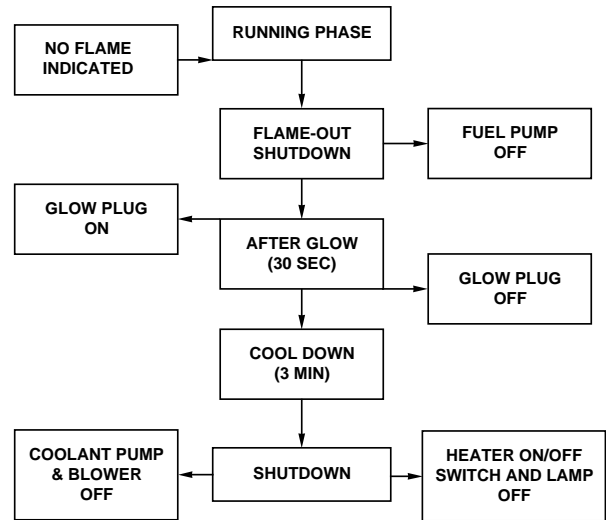 RUNNING PHASE
NO FLAME
INDICATED
FLAME-OUT
SHUTDOWN
FUEL PUMP
OFF
GLOW PLUG
ON
AFTER GLOW
(30 SEC)
GLOW PLUG
OFF
COOL DOWN
(3 MIN)
COOLANT PUMP
& BLOWER
OFF
SHUTDOWN
HEATER ON/OFF
SWITCH AND LAMP
OFF